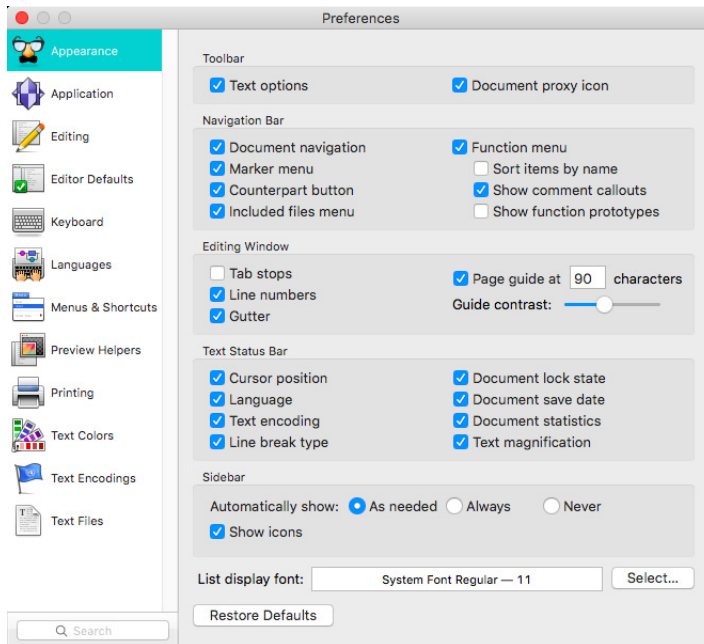 Preferences
Appearance
Application
Editing
Editor Defaults
Keyboard
Languages
Menus & Shortcuts
Preview Helpers
Printing
Text Colors
Text Encodings
Text Files
Search
Toolbar
Text options
Document proxy icon
Navigation Bar
Document navigation
Marker menu
Counterpart button
Included files menu
Function menu
Sort items by name
Show comment callouts
Show function prototypes
Editing Window
Tab stops
Line numbers
Gutter
Page guide at 90 characters
Guide contrast:
Text Status Bar
Cursor position
Language
Text encoding
Line break type
Document lock state
Document save date
Document statistics
Text magnification
Sidebar
Automatically show: As needed Always Never
Show icons
List display font: System Font Regular — 11 Select...
Restore Defaults